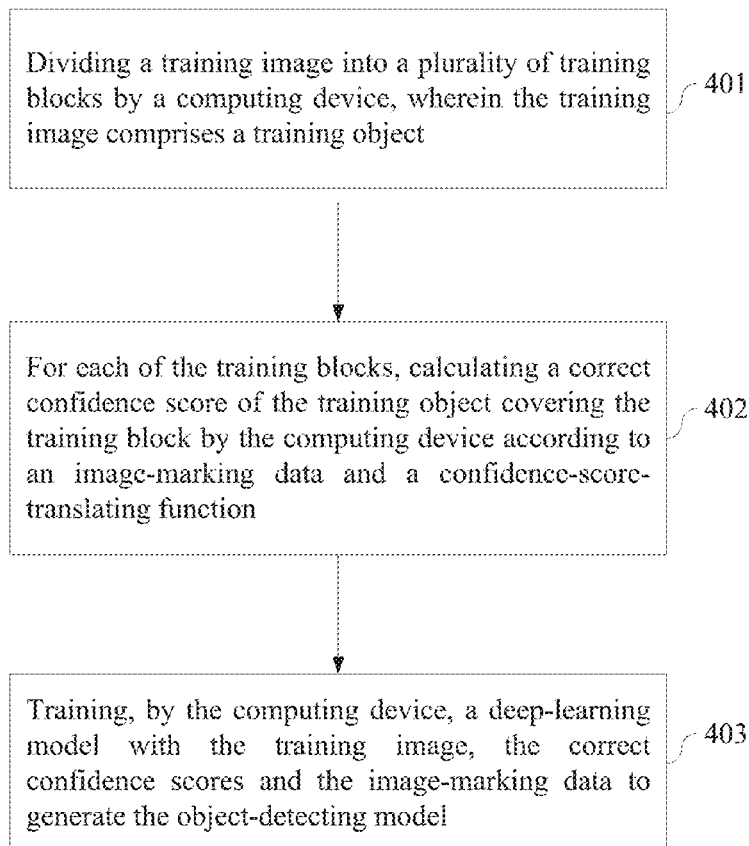 Dividing a training image into a plurality of training
blocks by a computing device, wherein the training
image comprises a training object
401
For each of the training blocks, calculating a correct
confidence score of the training object covering the
training block by the computing device according to
an image-marking data and a confidence-score-
translating function
402
Training, by the computing device, a deep-learning
model with the training image, the correct
confidence scores and the image-marking data to
generate the object-detecting model
403